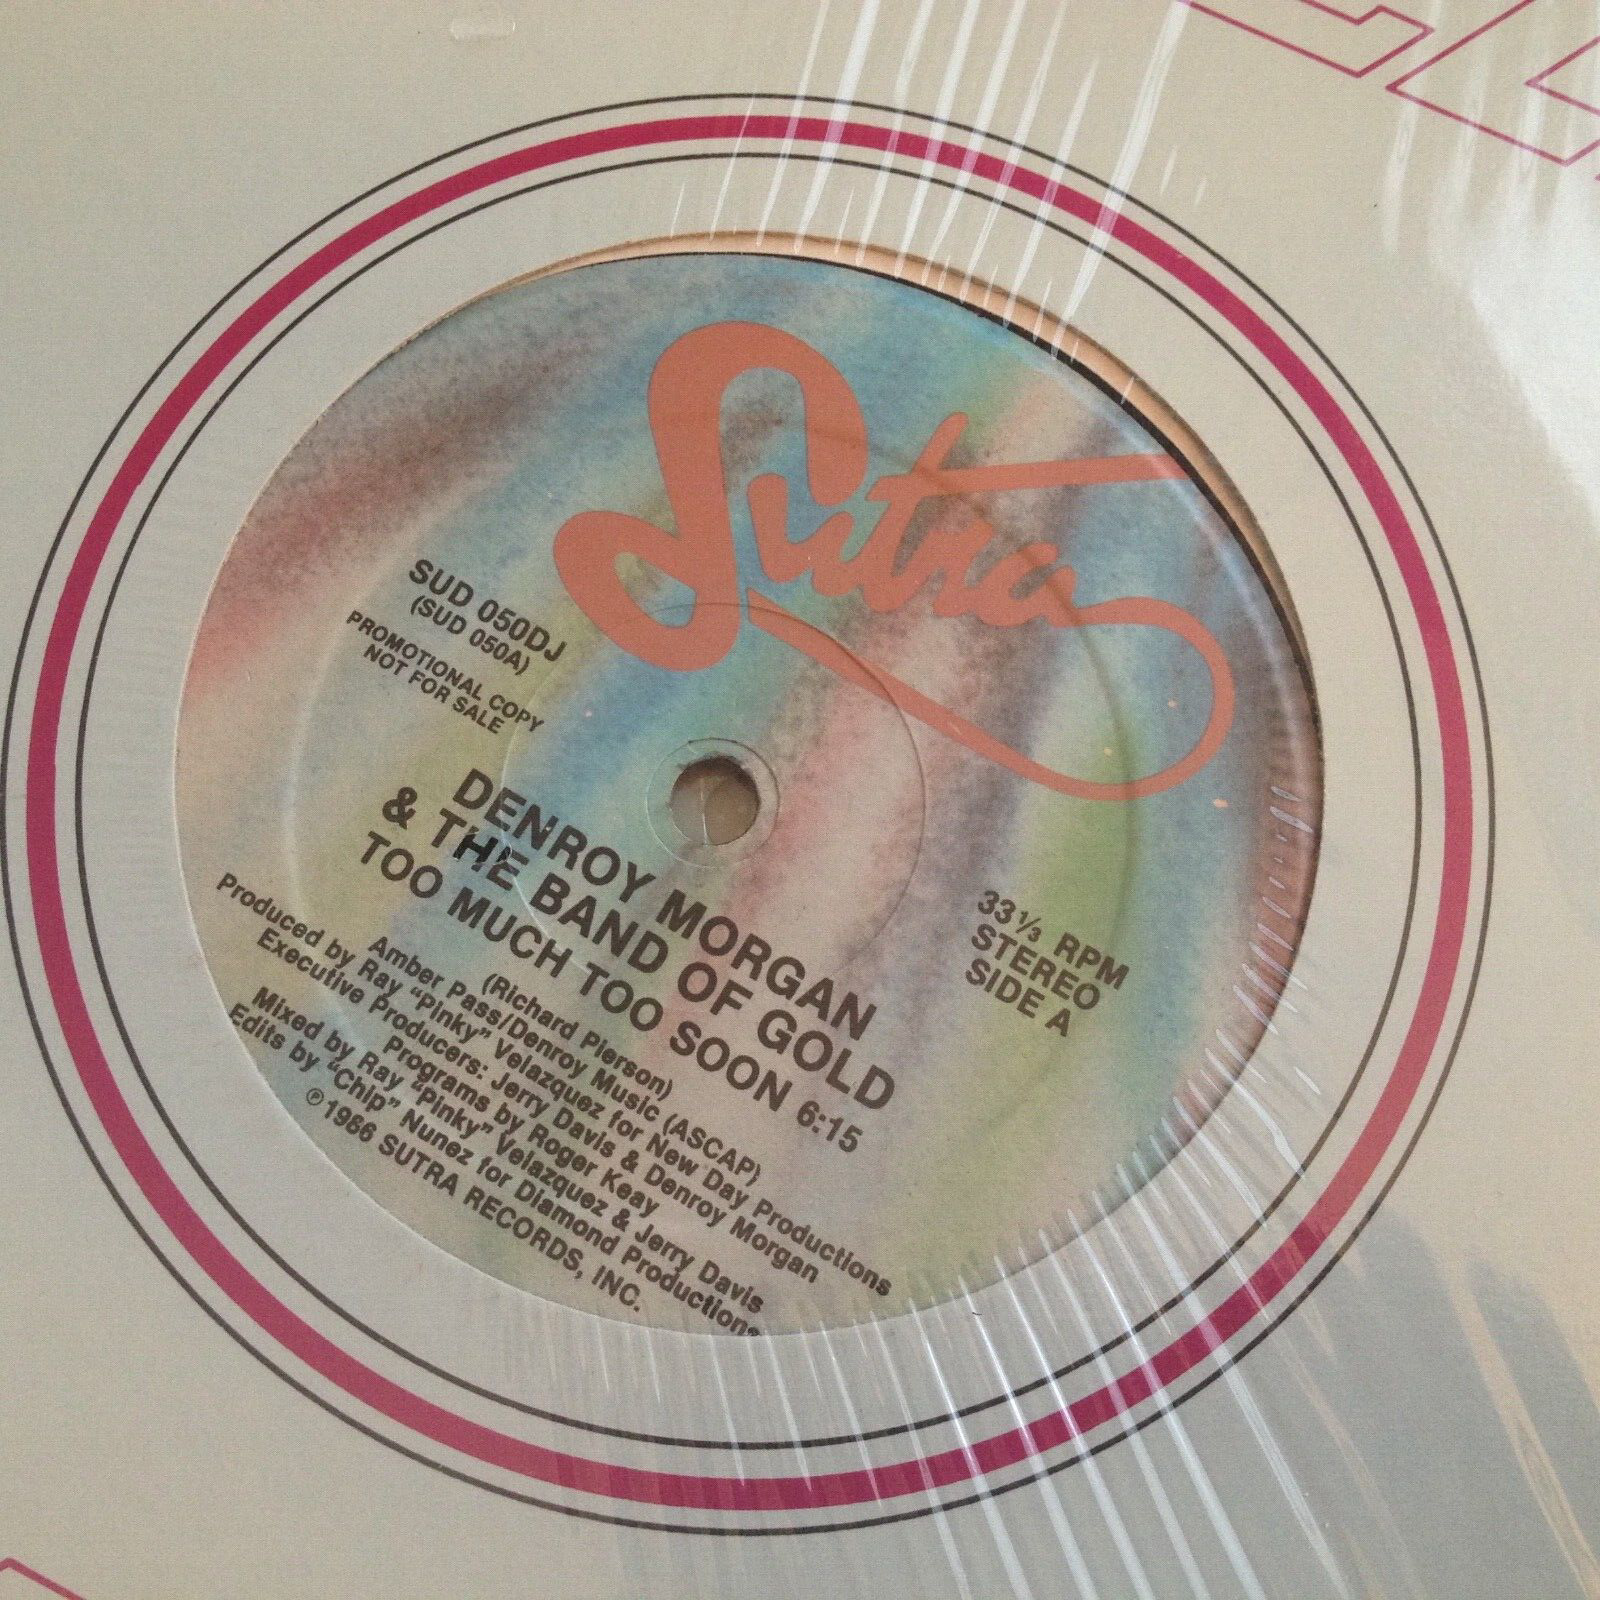 Sutra
SUD 050DJ
(SUD 050A)
PROMOTIONAL COPY
NOT FOR SALE
33 1/3 RPM
STEREO
SIDE A
DENROY MORGAN
& THE BAND OF GOLD
TOO MUCH TOO SOON 6:15
(Richard Pierson)
Amber Pass/Denroy Music (ASCAP)
Produced by Ray “Pinky” Velazquez for New Day Productions
Executive Producers: Jerry Davis & Denroy Morgan
Programs by Roger Keay
Mixed by Ray “Pinky” Velazquez & Jerry Davis
Edits by “Chip” Nunez for Diamond Productions
℗ 1986 SUTRA RECORDS, INC.